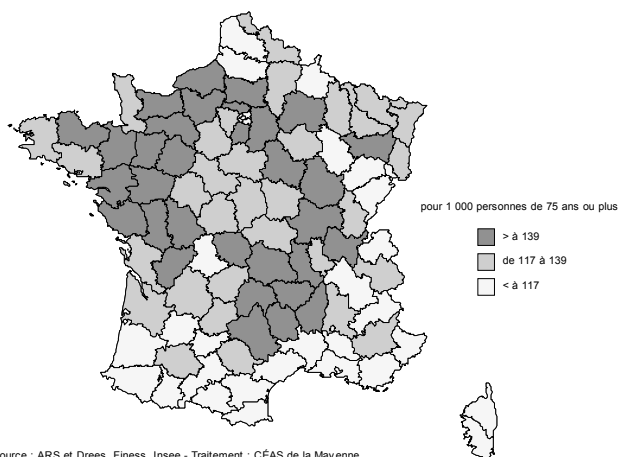 pour 1 000 personnes de 75 ans ou plus
> à 139
de 117 à 139
< à 117
ource : ARS et Drees, Finess, Insee - Traitement : CÉAS de la Mayenne